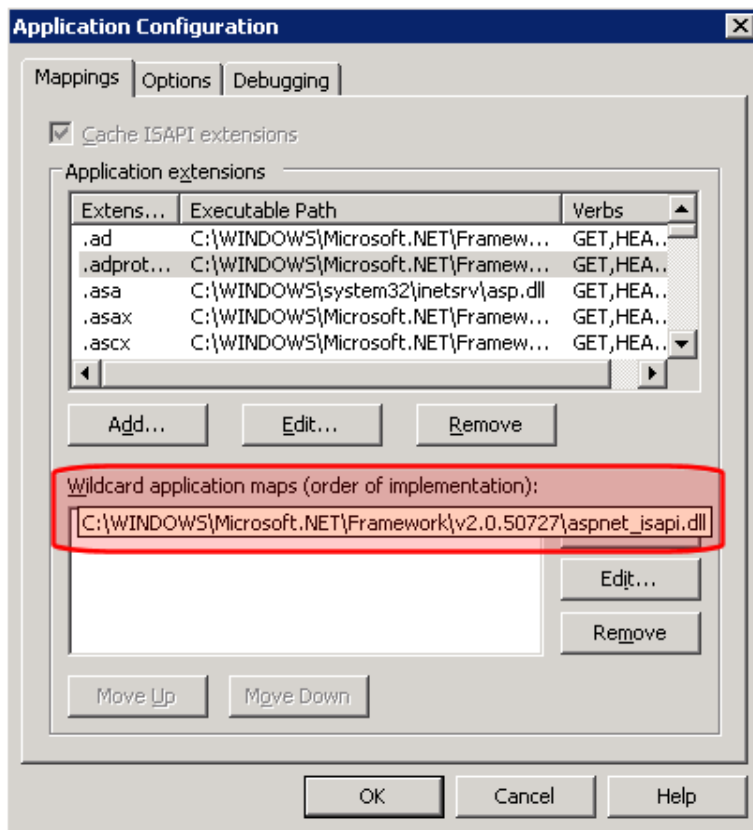 Application Configuration
Mappings Options Debugging
Cache ISAPI extensions
Application extensions
Extens... Executable Path Verbs
.ad C:\WINDOWS\Microsoft.NET\Framew... GET,HEA...
.adprot... C:\WINDOWS\Microsoft.NET\Framew... GET,HEA...
.asa C:\WINDOWS\system32\inetsrv\asp.dll GET,HEA...
.asax C:\WINDOWS\Microsoft.NET\Framew... GET,HEA...
.ascx C:\WINDOWS\Microsoft.NET\Framew... GET,HEA...
Add... Edit... Remove
Wildcard application maps (order of implementation):
C:\WINDOWS\Microsoft.NET\Framework\v2.0.50727\aspnet_isapi.dll
Edit...
Remove
Move Up Move Down
OK Cancel Help